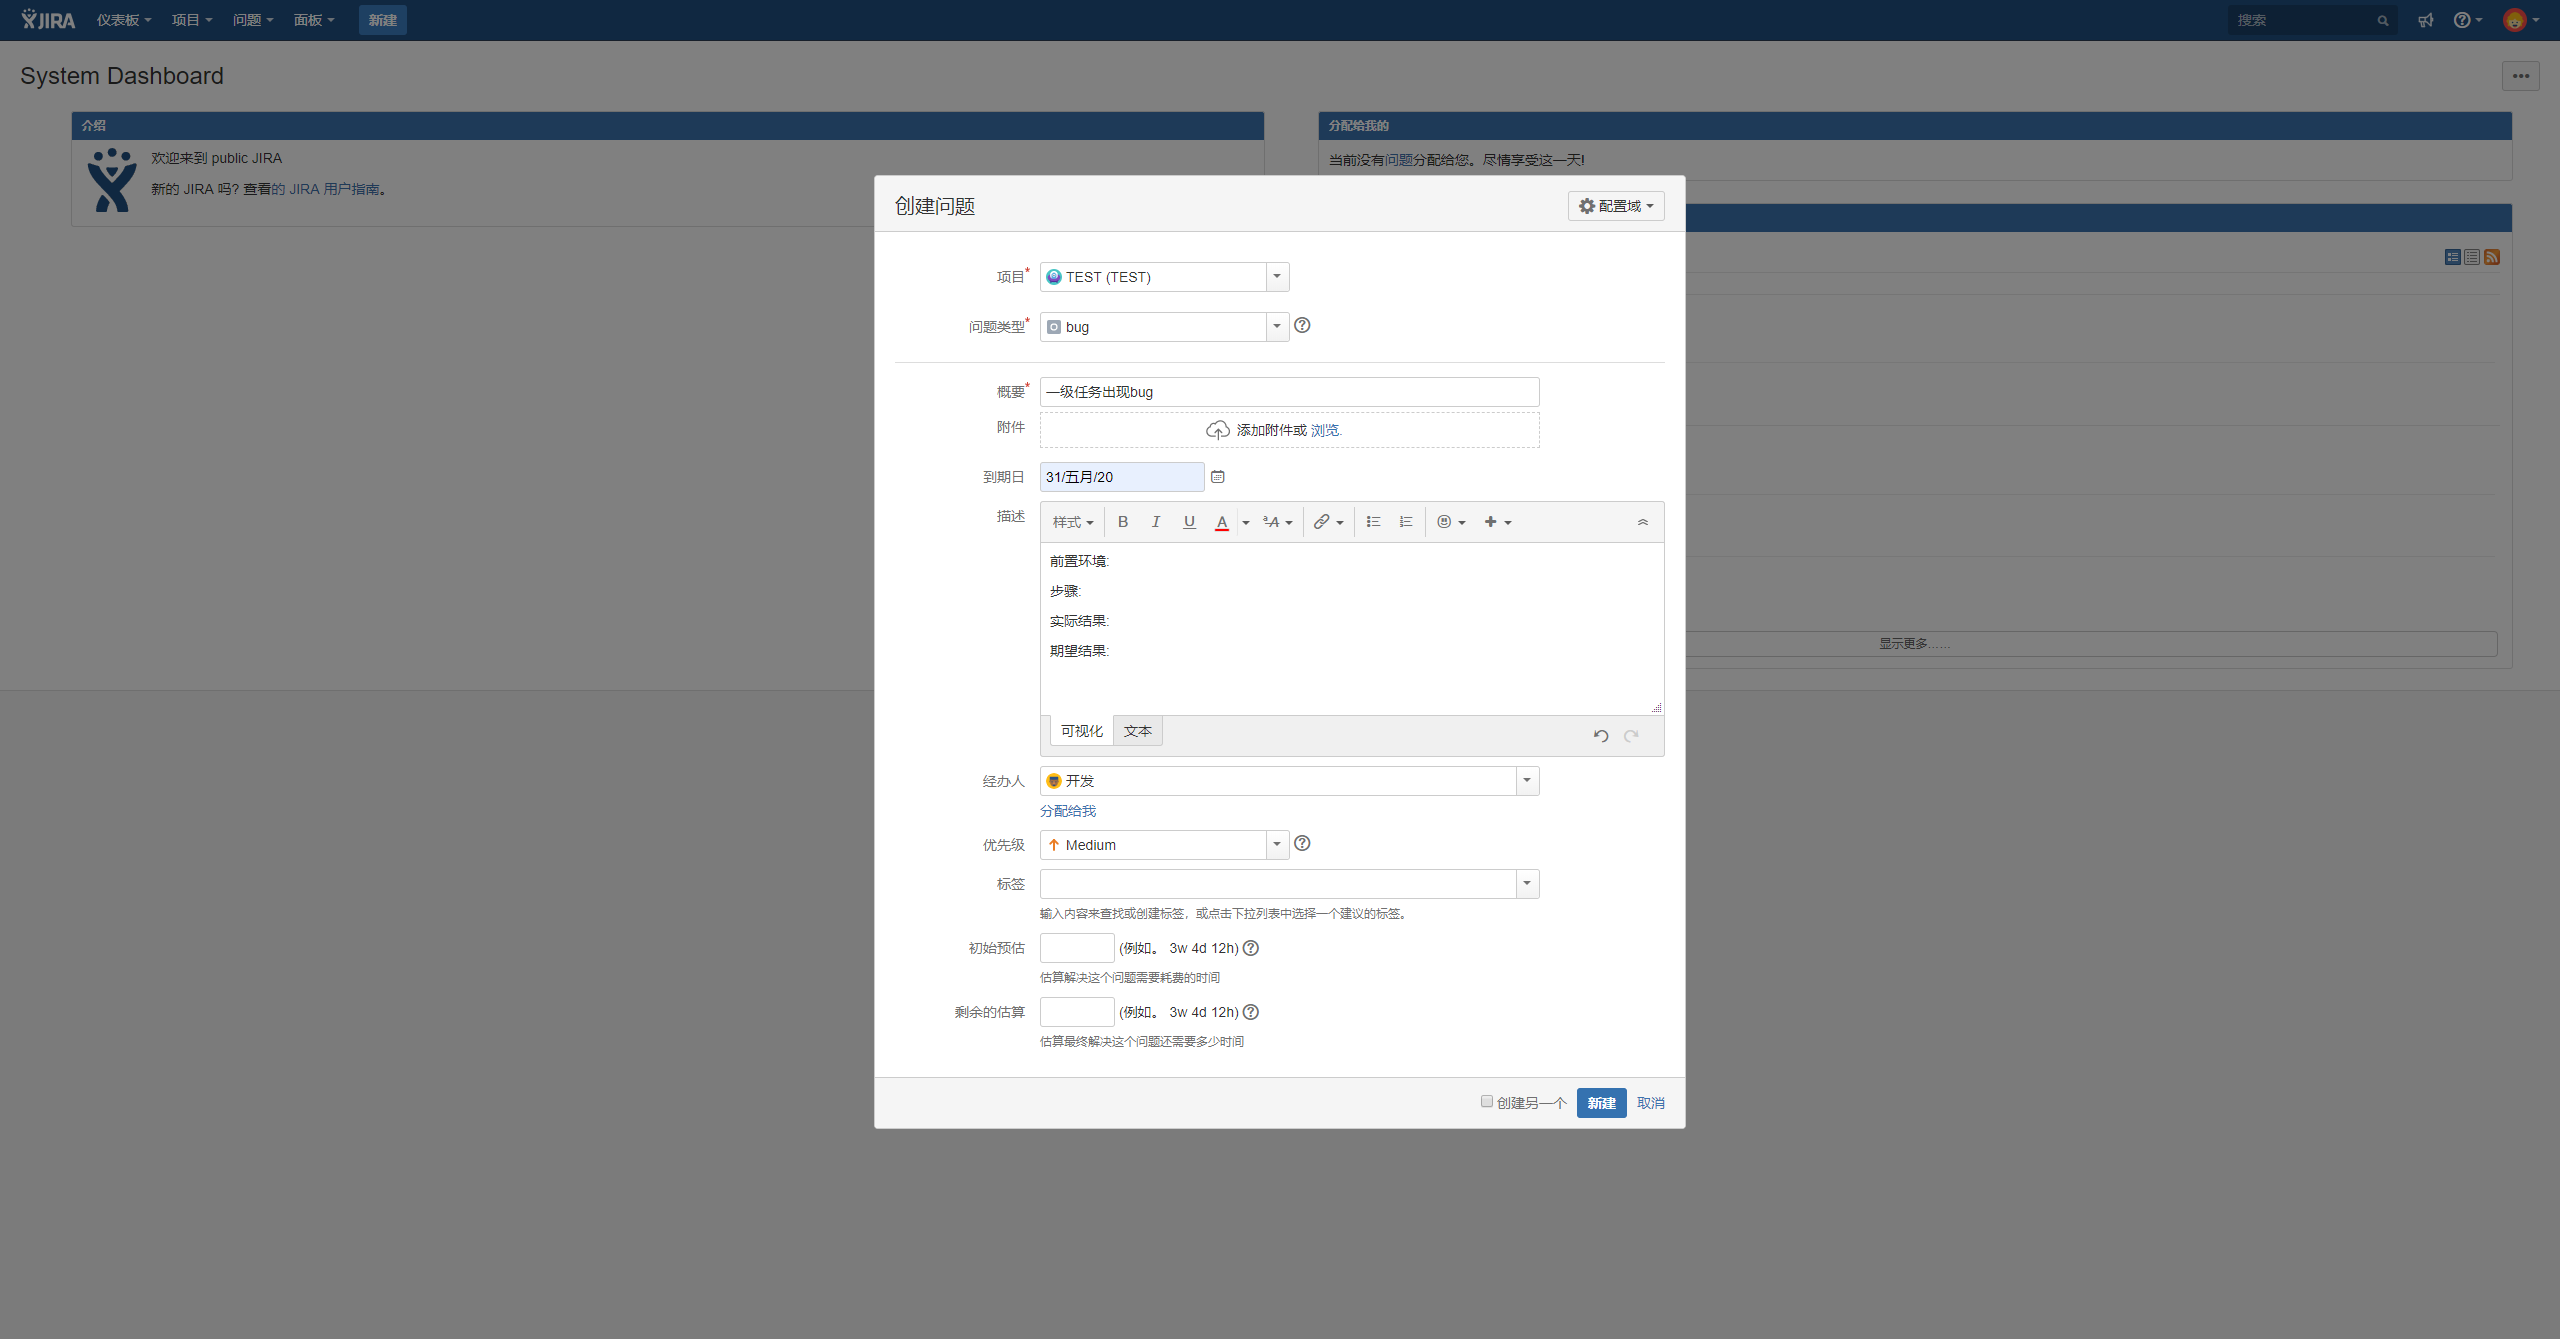 JIRA 仪表板 项目 问题 面板 新建 搜索
System Dashboard
介绍
欢迎来到 public JIRA
新的 JIRA 吗? 查看的 JIRA 用户指南。
分配给我的
当前没有问题分配给您。尽情享受这一天!
显示更多……
创建问题 配置域
项目* TEST (TEST)
问题类型* bug
概要* 一级任务出现bug
附件 添加附件或 浏览.
到期日 31/五月/20
描述 样式 B I U A ªA
前置环境:
步骤:
实际结果:
期望结果:
可视化 文本
经办人 开发
分配给我
优先级 Medium
标签
输入内容来查找或创建标签，或点击下拉列表中选择一个建议的标签。
初始预估 (例如。 3w 4d 12h)
估算解决这个问题需要耗费的时间
剩余的估算 (例如。 3w 4d 12h)
估算最终解决这个问题还需要多少时间
创建另一个 新建 取消